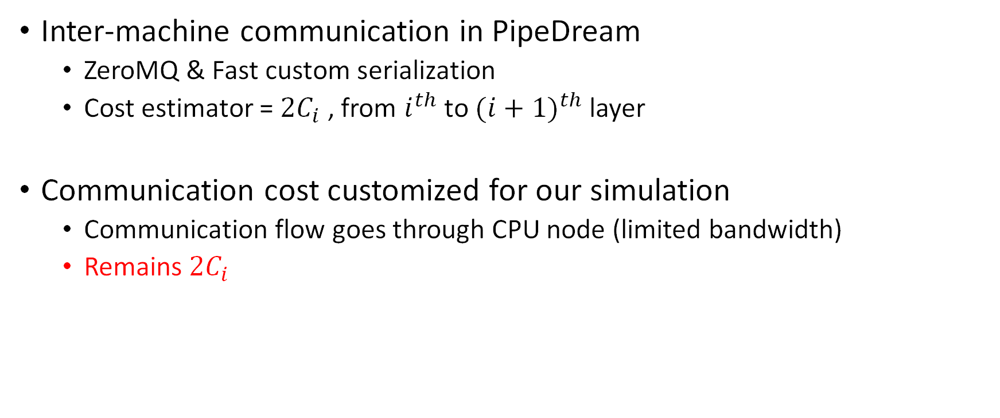 • Inter-machine communication in PipeDream
• ZeroMQ & Fast custom serialization
• Cost estimator = $2C_i$ , from $i^{th}$ to $(i+1)^{th}$ layer
• Communication cost customized for our simulation
• Communication flow goes through CPU node (limited bandwidth)
• Remains $2C_i$